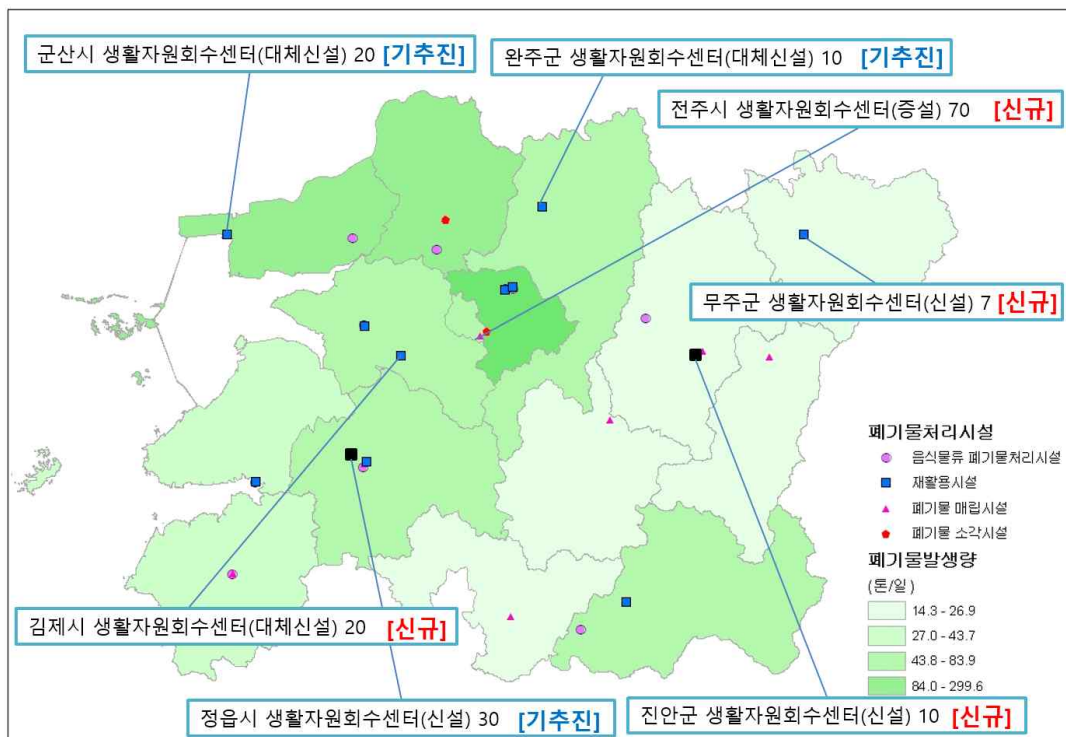 군산시 생활자원회수센터(대체신설) 20 [기추진]
완주군 생활자원회수센터(대체신설) 10 [기추진]
전주시 생활자원회수센터(증설) 70 [신규]
무주군 생활자원회수센터(신설) 7 [신규]
폐기물처리시설
음식물류 폐기물처리시설
재활용시설
폐기물 매립시설
폐기물 소각시설
폐기물발생량
(톤/일)
14.3 - 26.9
27.0 - 43.7
43.8 - 83.9
84.0 - 299.6
김제시 생활자원회수센터(대체신설) 20 [신규]
정읍시 생활자원회수센터(신설) 30 [기추진]
진안군 생활자원회수센터(신설) 10 [신규]